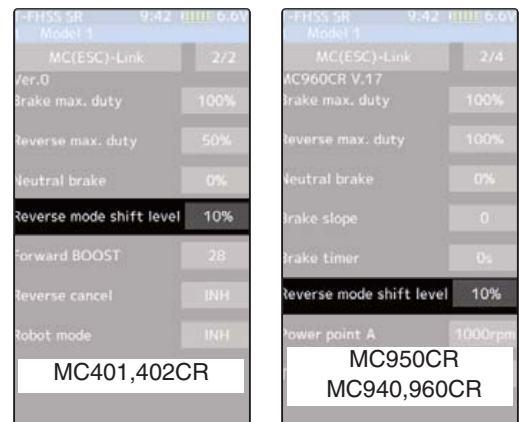 T-FHSS SR 9:42 6.6V
1 Model 1
MC(ESC)-Link 2/2
Ver.0
Brake max. duty 100%
Reverse max. duty 50%
Neutral brake 0%
Reverse mode shift level 10%
Forward BOOST 28
Reverse cancel INH
Robot mode INH
MC401,402CR
T-FHSS SR 9:42 6.6V
1 Model 1
MC(ESC)-Link 2/4
MC960CR V.17
Brake max. duty 100%
Reverse max. duty 100%
Neutral brake 0%
Brake slope 0
Brake timer 0s
Reverse mode shift level 10%
Power point A 1000rpm
MC950CR
MC940,960CR